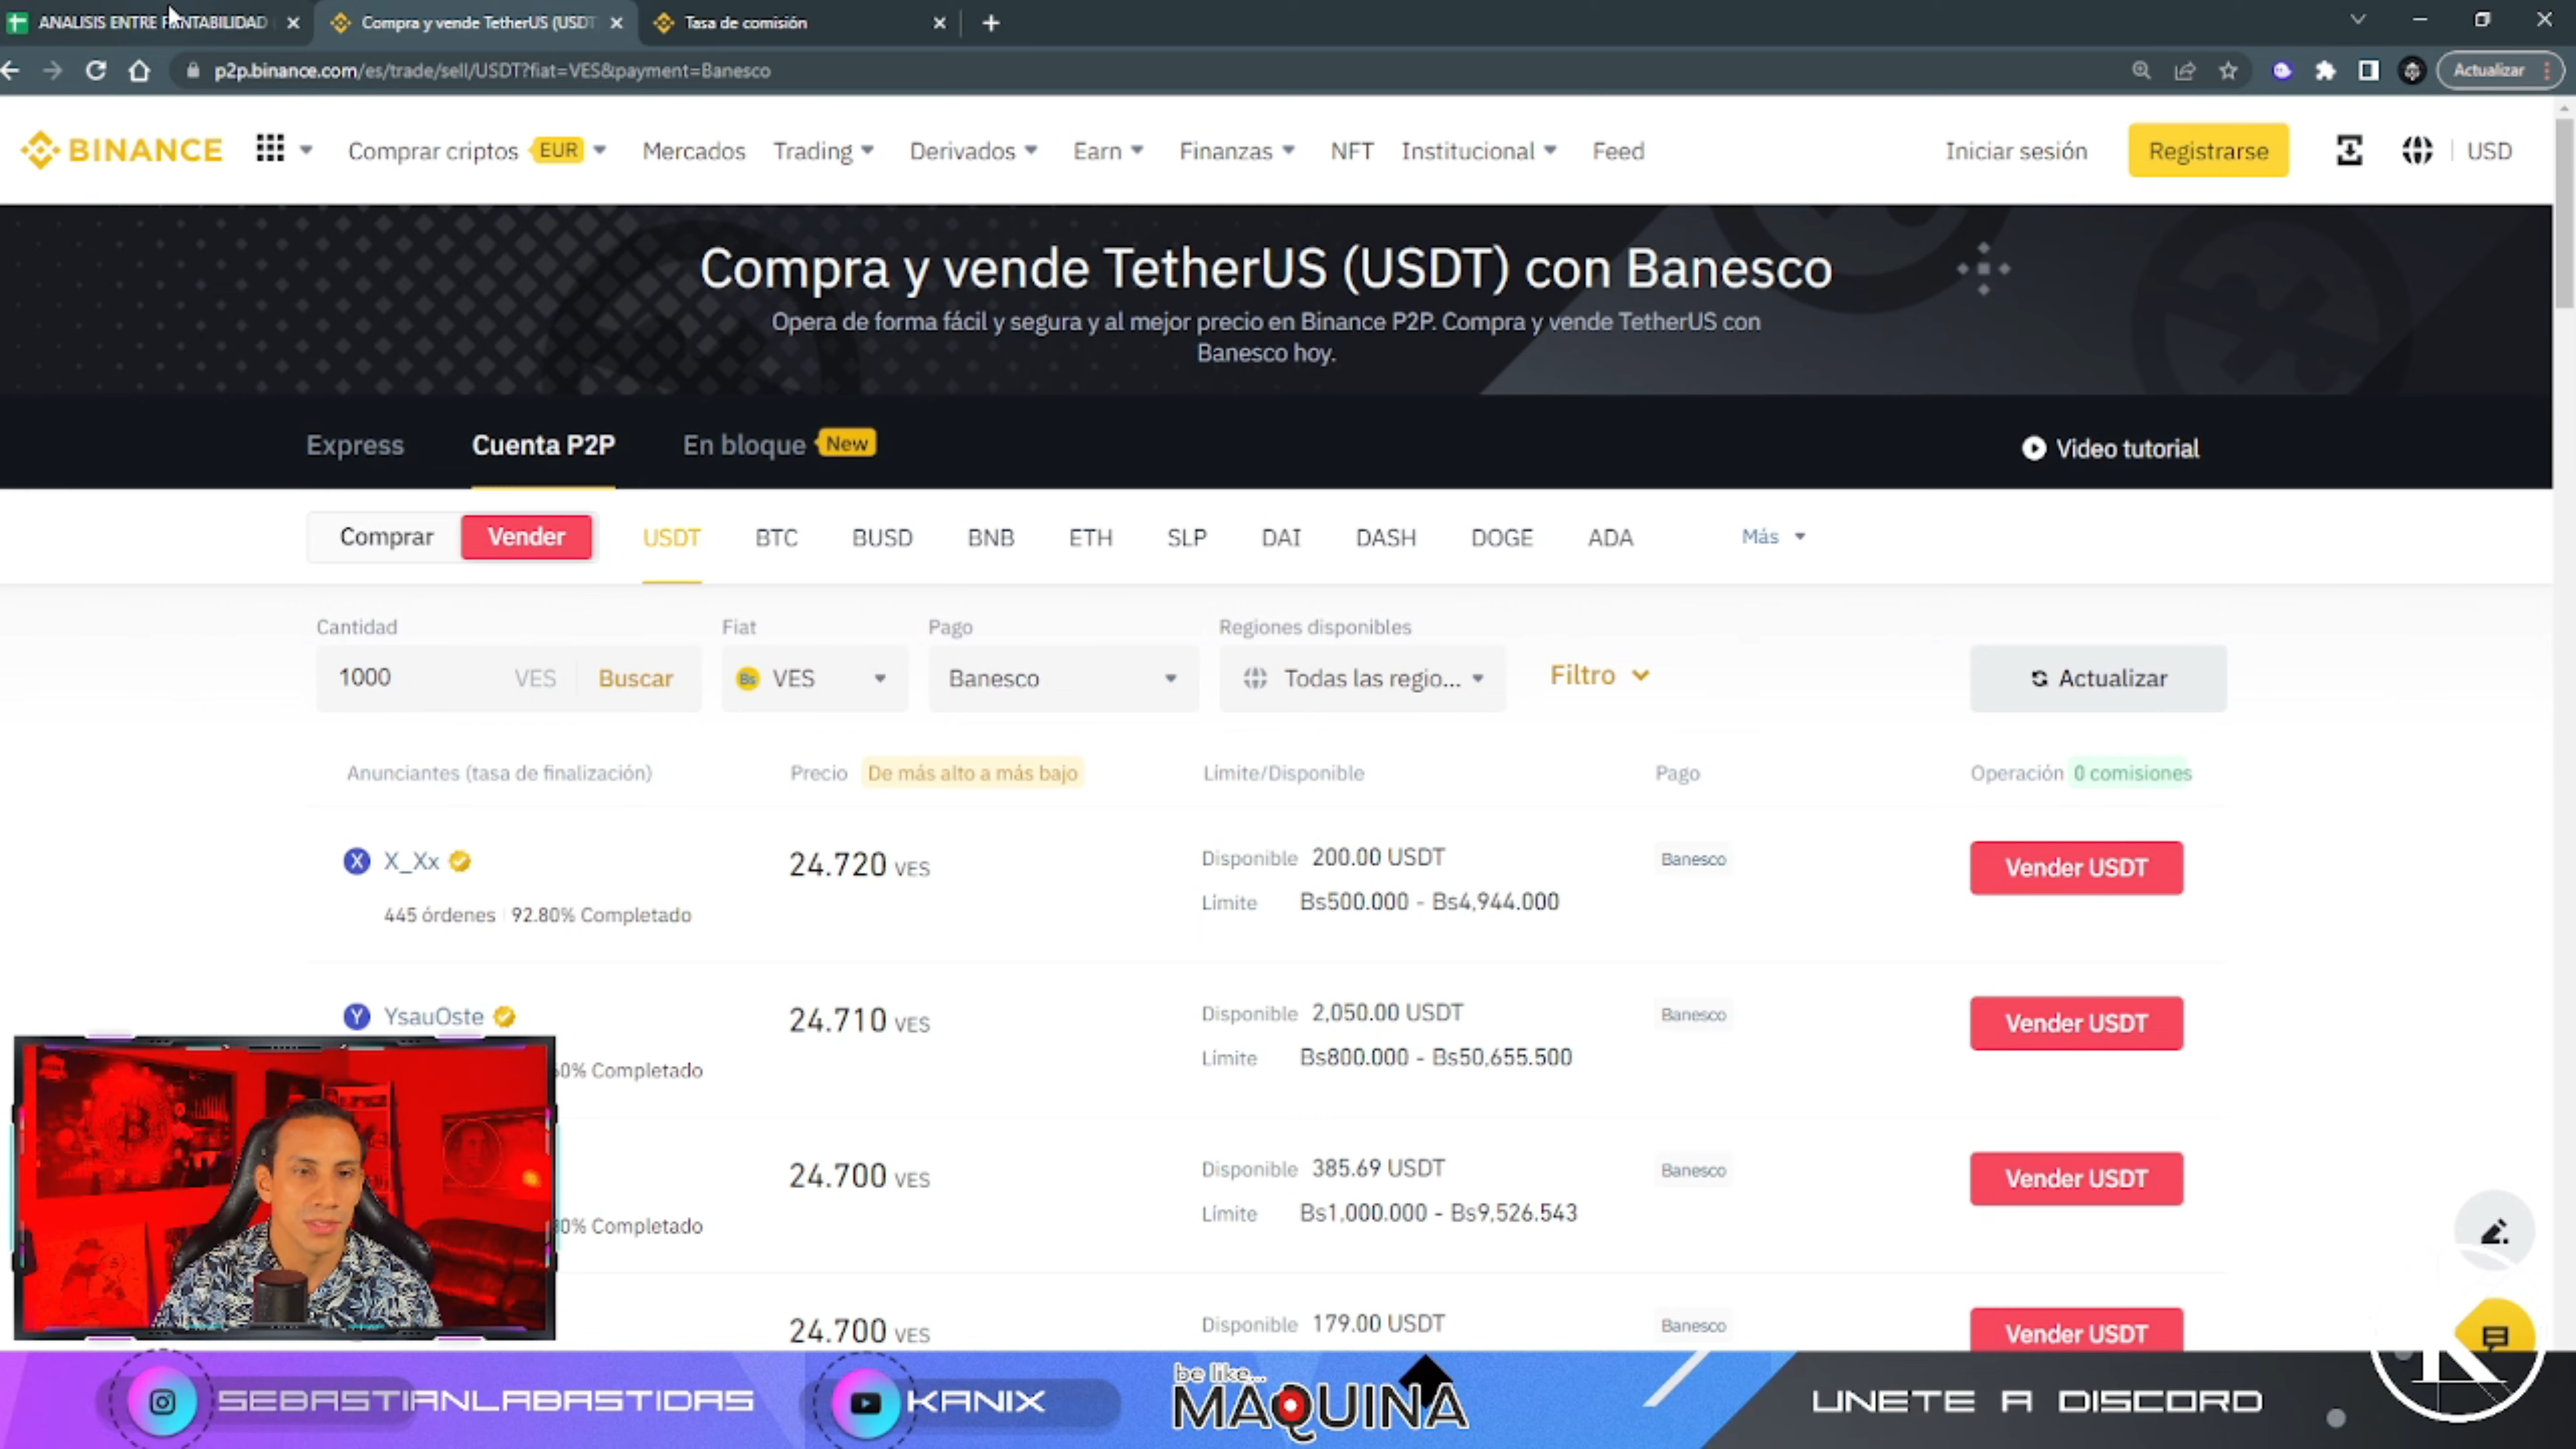 ANALISIS ENTRE RENTABILIDAD
Compra y vende TetherUS (USDT
Tasa de comisión
p2p.binance.com/es/trade/sell/USDT?fiat=VES&payment=Banesco
Actualizar
BINANCE
Comprar criptos EUR
Mercados
Trading
Derivados
Earn
Finanzas
NFT
Institucional
Feed
Iniciar sesión
Registrarse
USD
Compra y vende TetherUS (USDT) con Banesco
Opera de forma fácil y segura y al mejor precio en Binance P2P. Compra y vende TetherUS con
Banesco hoy.
Express
Cuenta P2P
En bloque New
Video tutorial
Comprar
Vender
USDT
BTC
BUSD
BNB
ETH
SLP
DAI
DASH
DOGE
ADA
Más
Cantidad
Fiat
Pago
Regiones disponibles
1000 VES Buscar
Bs VES
Banesco
Todas las regio...
Filtro
Actualizar
Anunciantes (tasa de finalización)
Precio De más alto a más bajo
Límite/Disponible
Pago
Operación 0 comisiones
X X_Xx
24.720 VES
Disponible 200.00 USDT
Banesco
Vender USDT
445 órdenes 92.80% Completado
Límite Bs500.000 - Bs4,944.000
Y YsauOste
24.710 VES
Disponible 2,050.00 USDT
Banesco
Vender USDT
0% Completado
Límite Bs800.000 - Bs50,655.500
24.700 VES
Disponible 385.69 USDT
Banesco
Vender USDT
0% Completado
Límite Bs1,000.000 - Bs9,526.543
24.700 VES
Disponible 179.00 USDT
Banesco
Vender USDT
SEBASTIANLABASTIDAS
KANIX
be like...
MAQUINA
UNETE A DISCORD
K